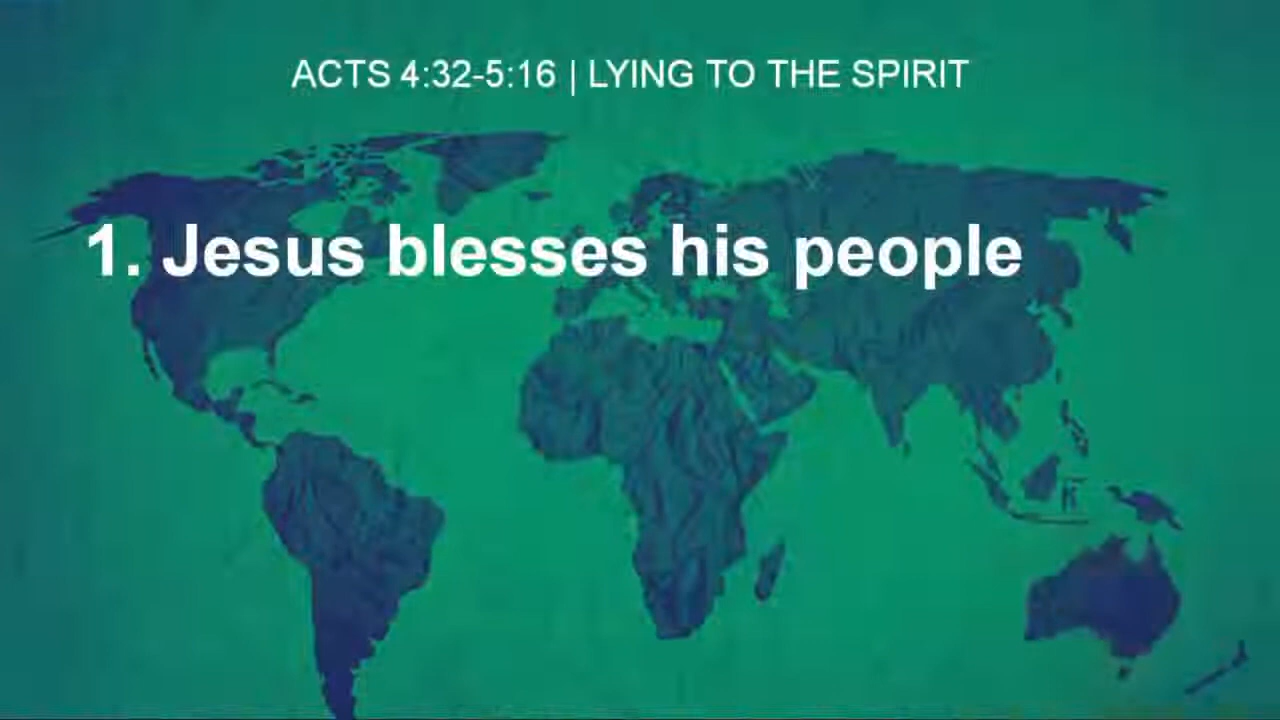 ACTS 4:32-5:16 | LYING TO THE SPIRIT
1. Jesus blesses his people